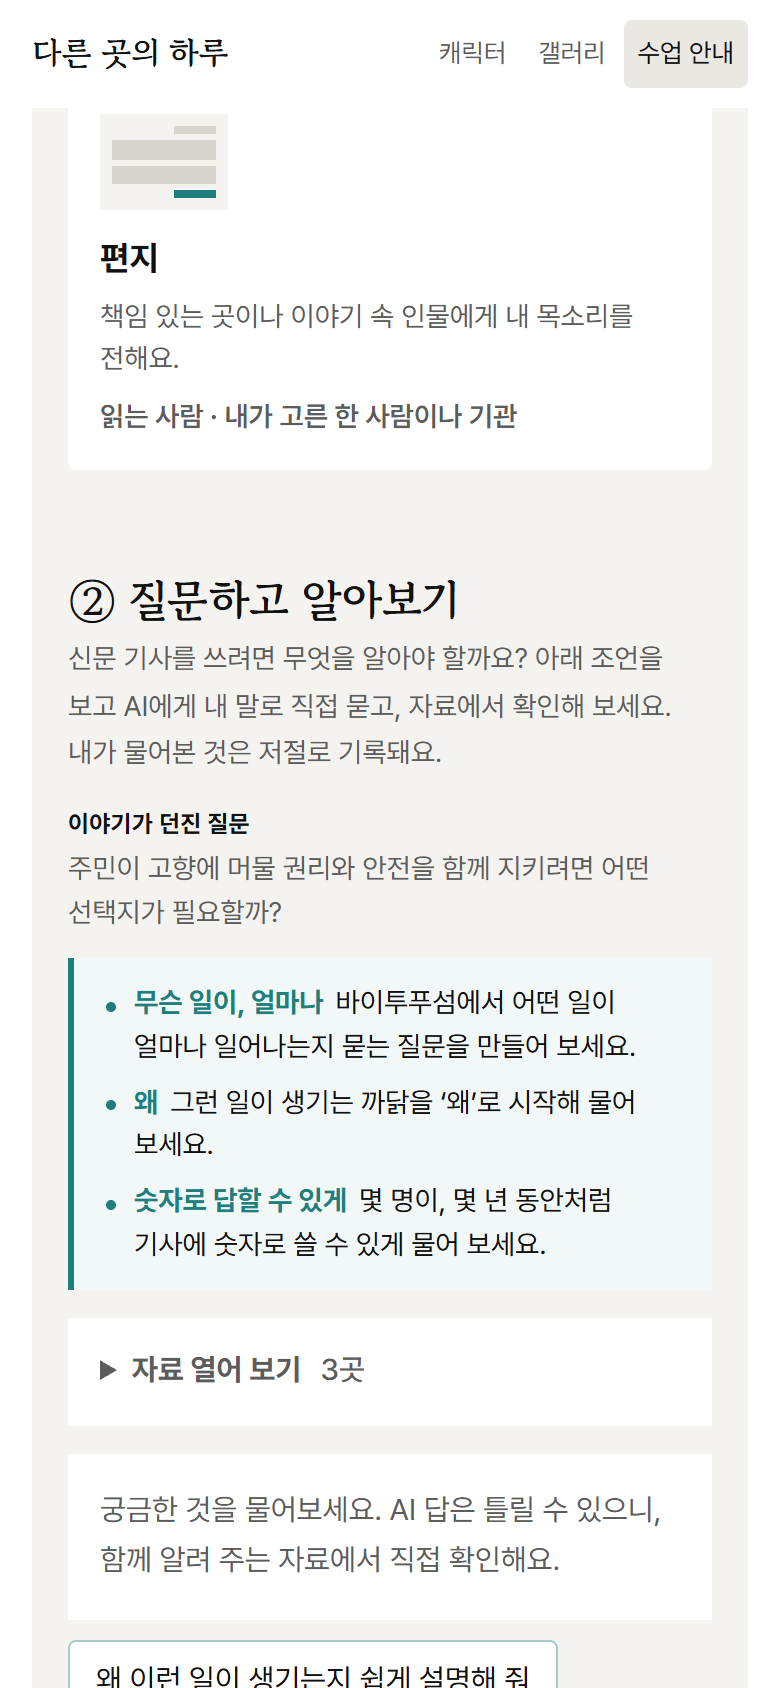 다른 곳의 하루
캐릭터 갤러리 수업 안내
편지
책임 있는 곳이나 이야기 속 인물에게 내 목소리를
전해요.
읽는 사람 · 내가 고른 한 사람이나 기관
② 질문하고 알아보기
신문 기사를 쓰려면 무엇을 알아야 할까요? 아래 조언을
보고 AI에게 내 말로 직접 묻고, 자료에서 확인해 보세요.
내가 물어본 것은 저절로 기록돼요.
이야기가 던진 질문
주민이 고향에 머물 권리와 안전을 함께 지키려면 어떤
선택지가 필요할까?
• 무슨 일이, 얼마나 바이투푸섬에서 어떤 일이
얼마나 일어나는지 묻는 질문을 만들어 보세요.
• 왜 그런 일이 생기는 까닭을 ‘왜’로 시작해 물어
보세요.
• 숫자로 답할 수 있게 몇 명이, 몇 년 동안처럼
기사에 숫자로 쓸 수 있게 물어 보세요.
▶ 자료 열어 보기 3곳
궁금한 것을 물어보세요. AI 답은 틀릴 수 있으니,
함께 알려 주는 자료에서 직접 확인해요.
왜 이런 일이 생기는지 쉽게 설명해 줘